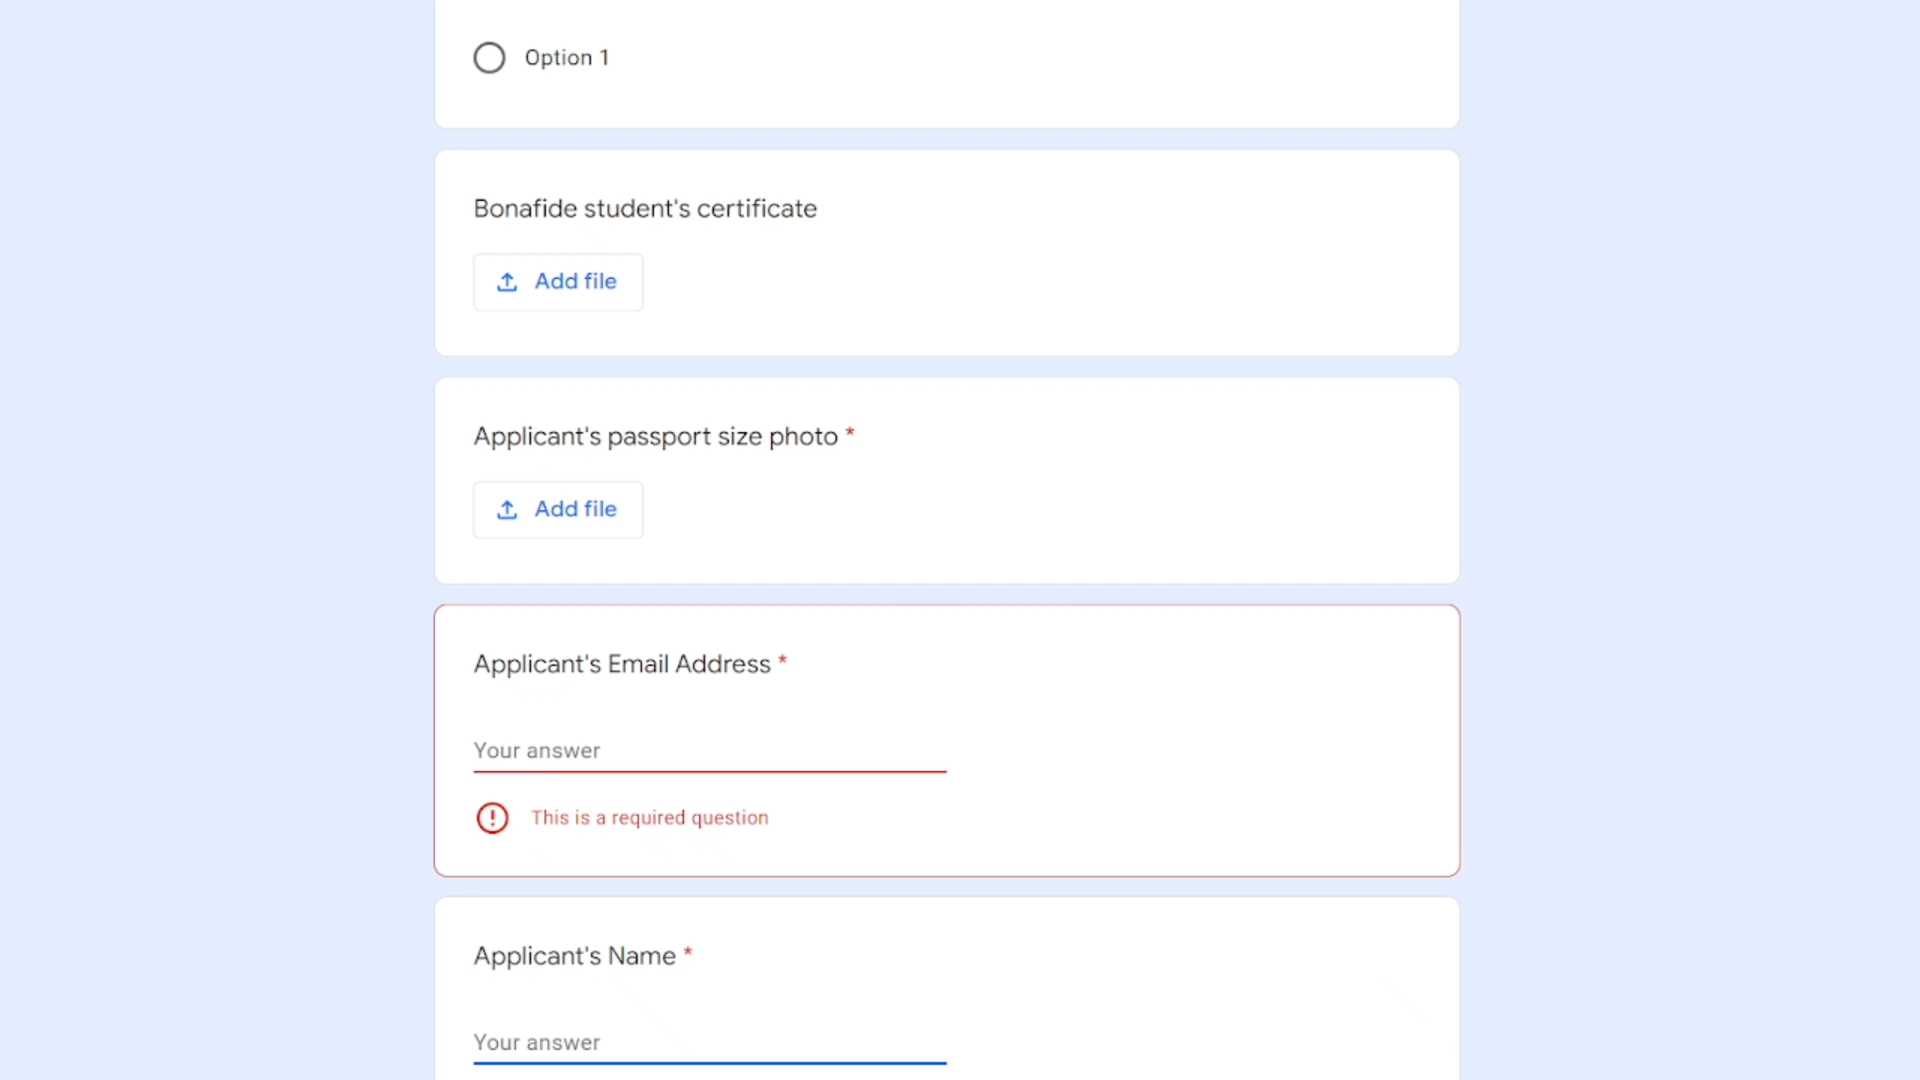 Option 1
Bonafide student's certificate
Add file
Applicant's passport size photo *
Add file
Applicant's Email Address *
Your answer
This is a required question
Applicant's Name *
Your answer